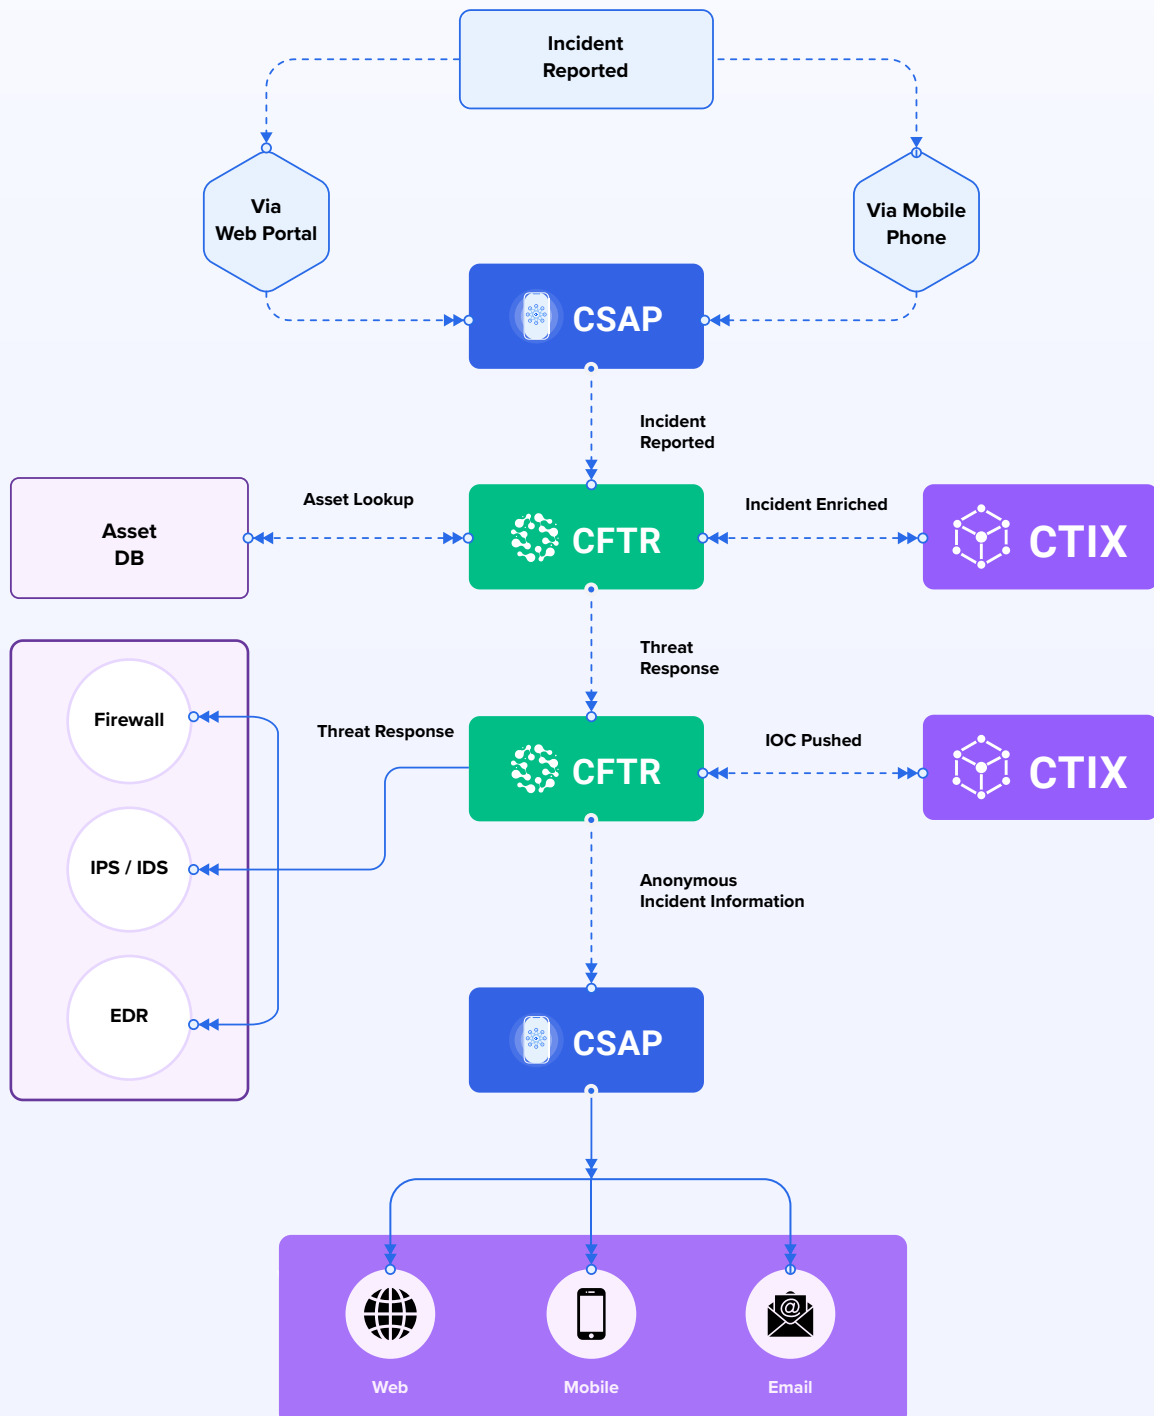 Incident
Reported
Via
Web Portal
Via Mobile
Phone
CSAP
Incident
Reported
Asset
DB
Asset Lookup
CFTR
Incident Enriched
CTIX
Threat
Response
Firewall
IPS / IDS
EDR
Threat Response
CFTR
IOC Pushed
CTIX
Anonymous
Incident Information
CSAP
@
Web
Mobile
Email